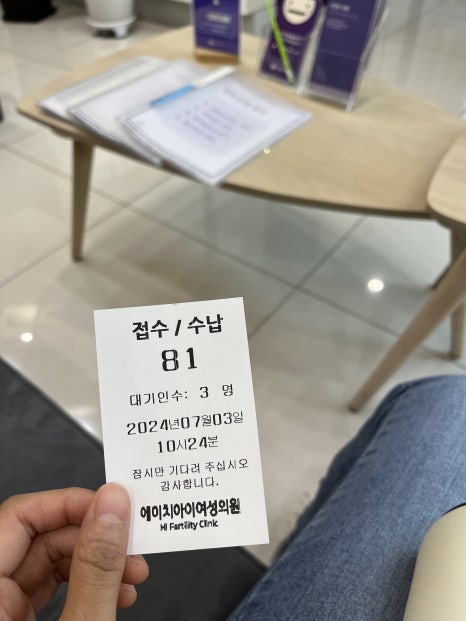 접수 / 수납
81
대기인수: 3 명
2024년07월03일
10시24분
잠시만 기다려 주십시오
감사합니다.
에이치아이여성의원
HI Fertility Clinic